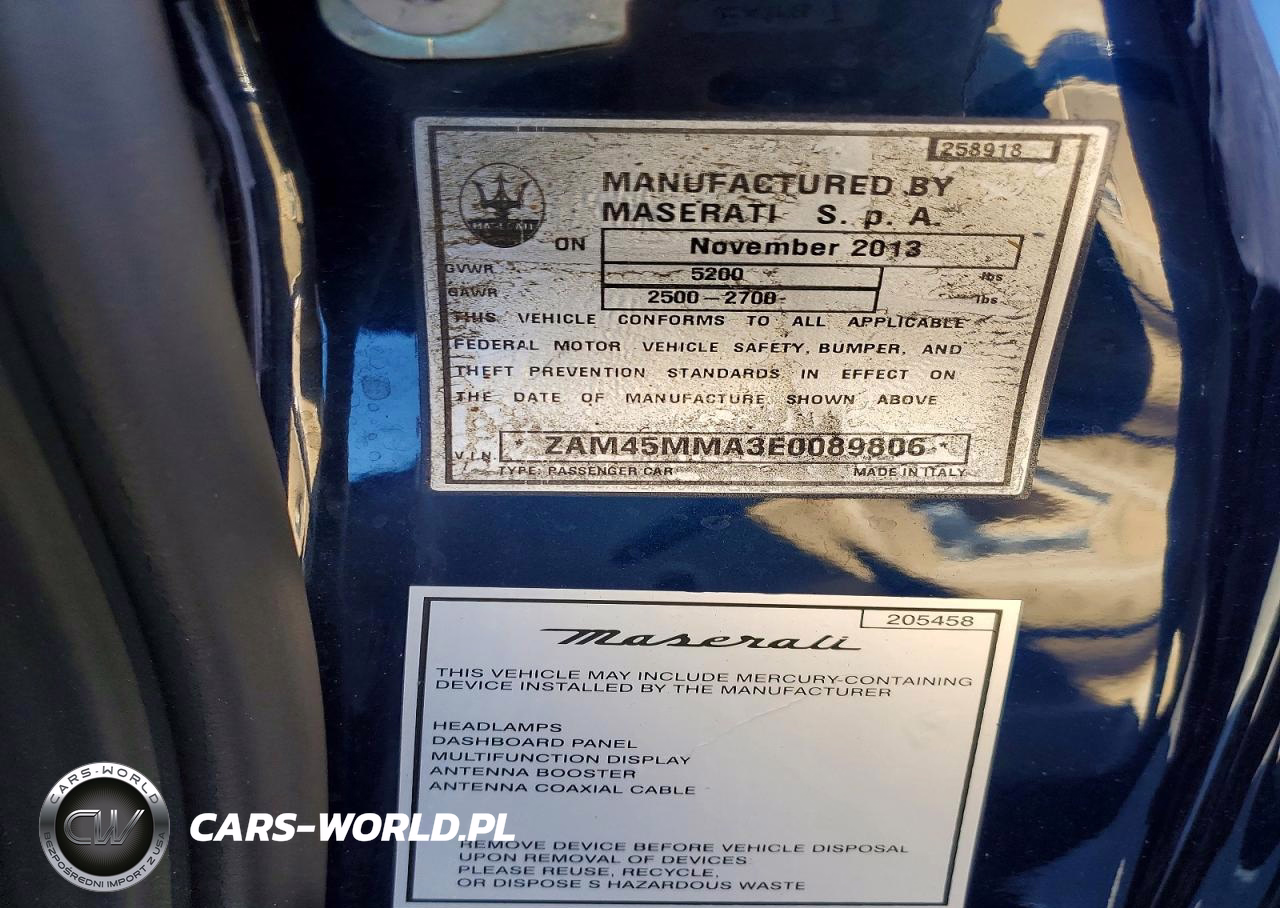 258918
MANUFACTURED BY
MASERATI S. p. A.
MASERATI
ON November 2013
GVWR 5200 lbs
GAWR 2500 - 2700 lbs
THIS VEHICLE CONFORMS TO ALL APPLICABLE
FEDERAL MOTOR VEHICLE SAFETY, BUMPER, AND
THEFT PREVENTION STANDARDS IN EFFECT ON
THE DATE OF MANUFACTURE SHOWN ABOVE
V.I.N. * ZAM45MMA3E0089806 *
TYPE: PASSENGER CAR MADE IN ITALY
205458
Maserati
THIS VEHICLE MAY INCLUDE MERCURY-CONTAINING
DEVICE INSTALLED BY THE MANUFACTURER
HEADLAMPS
DASHBOARD PANEL
MULTIFUNCTION DISPLAY
ANTENNA BOOSTER
ANTENNA COAXIAL CABLE
REMOVE DEVICE BEFORE VEHICLE DISPOSAL
UPON REMOVAL OF DEVICES
PLEASE REUSE, RECYCLE,
OR DISPOSE S HAZARDOUS WASTE
CARS-WORLD
CW
BEZPOŚREDNI IMPORT Z USA
CARS-WORLD.PL